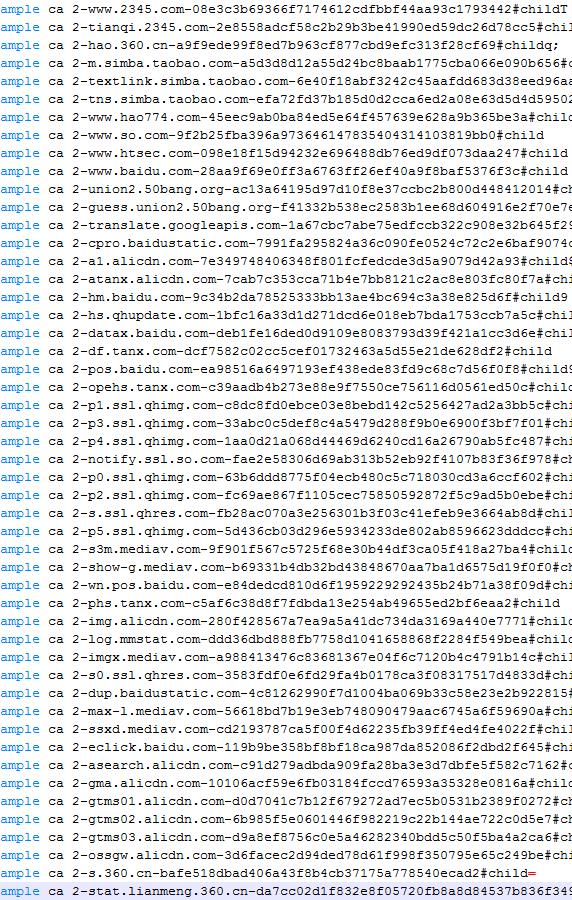 ample ca 2-www.2345.com-08e3c3b69366f7174612cdfbbf44aa93c1793442#childT
ample ca 2-tianqi.2345.com-2e8558adcf58c2b29b3be41990ed59dc26d78cc5#chil
ample ca 2-hao.360.cn-a9f9ede99f8ed7b963cf877cbd9efc313f28cf69#childq;
ample ca 2-m.simba.taobao.com-a5d3d8d12a55d24bc8baab1775cba066e090b656#c
ample ca 2-textlink.simba.taobao.com-6e40f18abf3242c45aafdd683d38eed96aa
ample ca 2-tns.simba.taobao.com-efa72fd37b185d0d2cca6ed2a08e63d5d4d59502
ample ca 2-www.hao774.com-45eec9ab0ba84ed5e64f457639e628a9b365be3a#child
ample ca 2-www.so.com-9f2b25fba396a973646147835404314103819bb0#child
ample ca 2-www.htsec.com-098e18f15d94232e696488db76ed9df073daa247#child
ample ca 2-www.baidu.com-28aa9f69e0ff3a6763ff26ef40a9f8baf5376f3c#child
ample ca 2-union2.50bang.org-ac13a64195d97d10f8e37ccbc2b800d448412014#ch
ample ca 2-guess.union2.50bang.org-f41332b538ec2583b1ee68d604916e2f70e7e
ample ca 2-translate.googleapis.com-1a67cbc7abe75edfccb322c908e32b645f29
ample ca 2-cpro.baidustatic.com-7991fa295824a36c090fe0524c72c2e6baf9074c
ample ca 2-a1.alicdn.com-7e349748406348f801fcfedcde3d5a9079d42a93#child8
ample ca 2-atanx.alicdn.com-7cab7c353cca71b4e7bb8121c2ac8e803fc80f7a#chi
ample ca 2-hm.baidu.com-9c34b2da78525333bb13ae4bc694c3a38e825d6f#child9
ample ca 2-hs.qhupdate.com-1bfc16a33d1d271dcd6e018eb7bda1753ccb7a5c#chil
ample ca 2-datax.baidu.com-deb1fe16ded0d9109e8083793d39f421a1cc3d6e#chil
ample ca 2-df.tanx.com-dcf7582c02cc5cef01732463a5d55e21de628df2#child
ample ca 2-pos.baidu.com-ea98516a6497193ef438ede83fd9c68c7d56f0f8#child9
ample ca 2-opehs.tanx.com-c39aadb4b273e88e9f7550ce756116d0561ed50c#child
ample ca 2-p1.ssl.qhimg.com-c8dc8fd0ebce03e8bebd142c5256427ad2a3bb5c#chi
ample ca 2-p3.ssl.qhimg.com-33abc0c5def8c4a5479d288f9b0e6900f3bf7f01#chi
ample ca 2-p4.ssl.qhimg.com-1aa0d21a068d44469d6240cd16a26790ab5fc487#chi
ample ca 2-notify.ssl.so.com-fae2e58306d69ab313b52eb92f4107b83f36f978#ch
ample ca 2-p0.ssl.qhimg.com-63b6ddd8775f04ecb480c5c718030cd3a6ccf602#chi
ample ca 2-p2.ssl.qhimg.com-fc69ae867f1105cec75850592872f5c9ad5b0ebe#chi
ample ca 2-s.ssl.qhres.com-fb28ac070a3e256301b3f03c41efeb9e3664ab8d#chil
ample ca 2-p5.ssl.qhimg.com-5d436cb03d296e5934233de802ab8596623dddcc#chi
ample ca 2-s3m.mediav.com-9f901f567c5725f68e30b44df3ca05f418a27ba4#child
ample ca 2-show-g.mediav.com-b69331b4db32bd43848670aa7ba1d6575d19f0f0#ch
ample ca 2-wn.pos.baidu.com-e84dedcd810d6f1959229292435b24b71a38f09d#chi
ample ca 2-phs.tanx.com-c5af6c38d8f7fdbda13e254ab49655ed2bf6eaa2#child
ample ca 2-img.alicdn.com-280f428567a7ea9a5a41dc734da3169a440e7771#child
ample ca 2-log.mmstat.com-ddd36dbd888fb7758d1041658868f2284f549bea#child
ample ca 2-imgx.mediav.com-a988413476c83681367e04f6c7120b4c4791b14c#chil
ample ca 2-s0.ssl.qhres.com-3583fdf0e6fd29fa4b0178ca3f08317517d4833d#chi
ample ca 2-dup.baidustatic.com-4c81262990f7d1004ba069b33c58e23e2b922815#
ample ca 2-max-l.mediav.com-56618bd7b19e3eb748090479aac6745a6f59690a#chi
ample ca 2-ssxd.mediav.com-cd2193787ca5f00f4d62235fb39ff4ed4fe4022f#chil
ample ca 2-eclick.baidu.com-119b9be358bf8bf18ca987da852086f2dbd2f645#chi
ample ca 2-asearch.alicdn.com-c91d279adbda909fa28ba3e3d7dbfe5f582c7162#c
ample ca 2-gma.alicdn.com-10106acf59e6fb03184fccd76593a35328e0816a#child
ample ca 2-gtms01.alicdn.com-d0d7041c7b12f679272ad7ec5b0531b2389f0272#ch
ample ca 2-gtms02.alicdn.com-6b985f5e0601446f982219c22b144ae722c0d5e7#ch
ample ca 2-gtms03.alicdn.com-d9a8ef8756c0e5a46282340bdd5c50f5ba4a2ca6#ch
ample ca 2-ossgw.alicdn.com-3d6facec2d94ded78d61f998f350795e65c249be#chi
ample ca 2-s.360.cn-bafe518dbad406a43f8b4cb37175a778540ecad2#child=
ample ca 2-stat.lianmeng.360.cn-da7cc02d1f832e8f05720fb8a8d84537b836f349